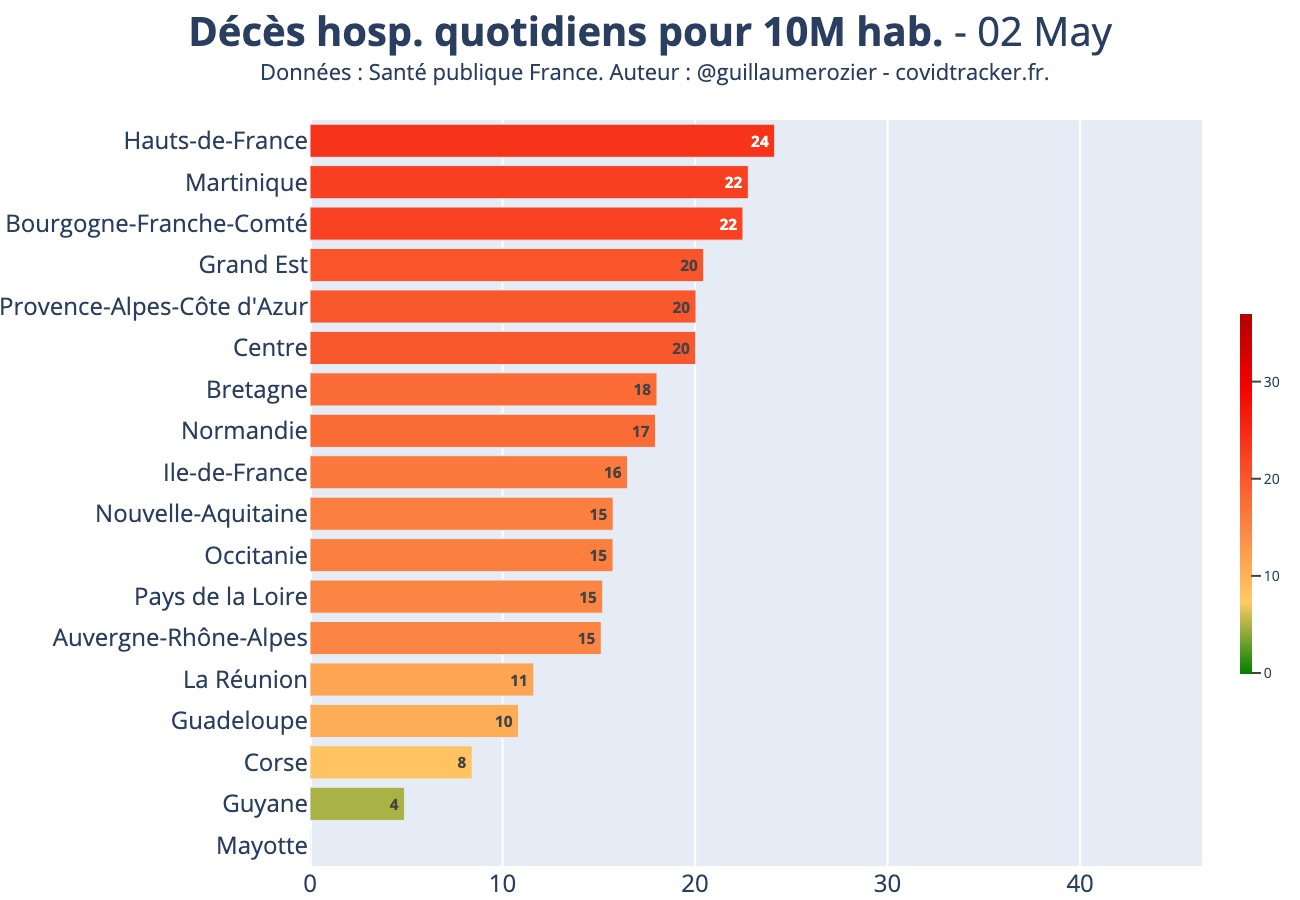 Décès hosp. quotidiens pour 10M hab. - 02 May
Données : Santé publique France. Auteur : @guillaumerozier - covidtracker.fr.
Hauts-de-France 24
Martinique 22
Bourgogne-Franche-Comté 22
Grand Est 20
Provence-Alpes-Côte d'Azur 20
Centre 20
Bretagne 18
Normandie 17
Ile-de-France 16
Nouvelle-Aquitaine 15
Occitanie 15
Pays de la Loire 15
Auvergne-Rhône-Alpes 15
La Réunion 11
Guadeloupe 10
Corse 8
Guyane 4
Mayotte
0 10 20 30 40
30
20
10
0